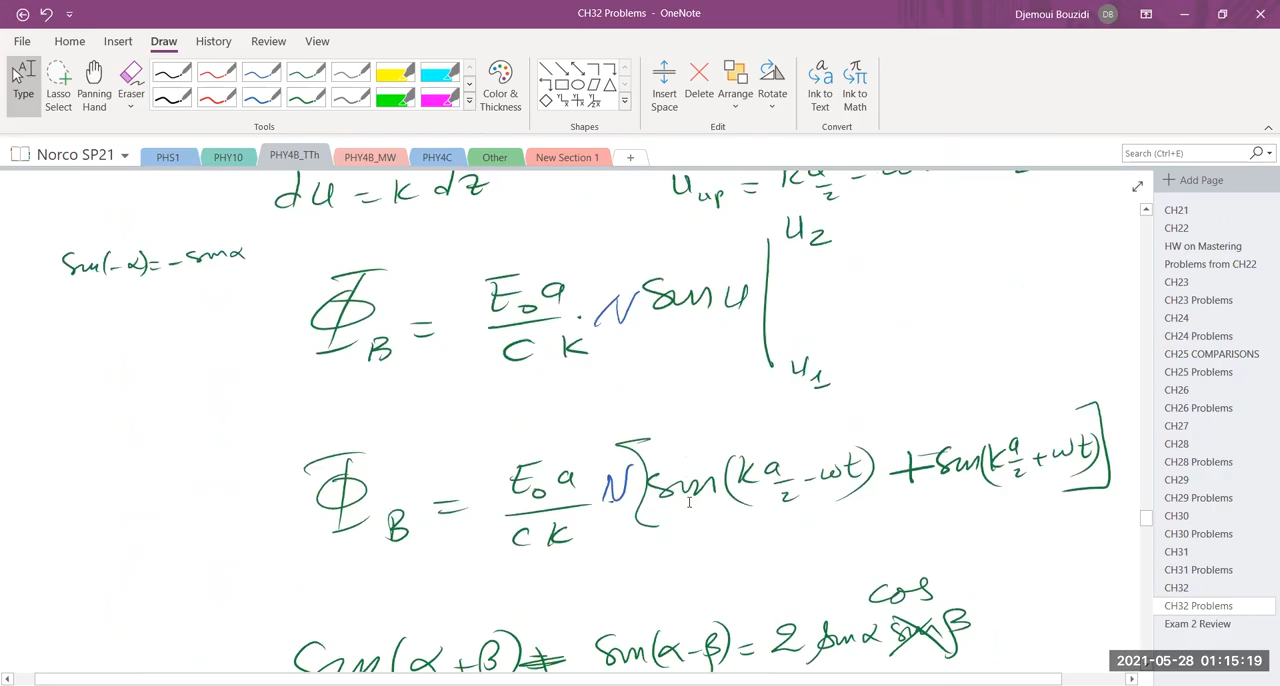 CH32 Problems - OneNote
Djemoui Bouzidi DB
File Home Insert Draw History Review View
Type
Lasso Select
Panning Hand
Eraser
Color & Thickness
Insert Space
Delete
Arrange
Rotate
Ink to Text
Ink to Math
Tools Shapes Edit Convert
Norco SP21 PHYS1 PHY10 PHY4B_TTh PHY4B_MW PHY4C Other New Section 1 +
Search (Ctrl+E)
Add Page
du = k dz
u_up = k a/2 - ω
sin(-α) = - sinα
Φ_B = E₀a/ck · N sin u |
u₂
u₁
Φ_B = E₀a/ck N [sin(k a/2 - ωt) + sin(k a/2 + ωt)]
cos
Sin(α+β) + sin(α-β) = 2 sinα sin β
CH21
CH22
HW on Mastering
Problems from CH22
CH23
CH23 Problems
CH24
CH24 Problems
CH25 COMPARISONS
CH25 Problems
CH26
CH26 Problems
CH27
CH28
CH28 Problems
CH29
CH29 Problems
CH30
CH30 Problems
CH31
CH31 Problems
CH32
CH32 Problems
Exam 2 Review
2021-05-28 01:15:19